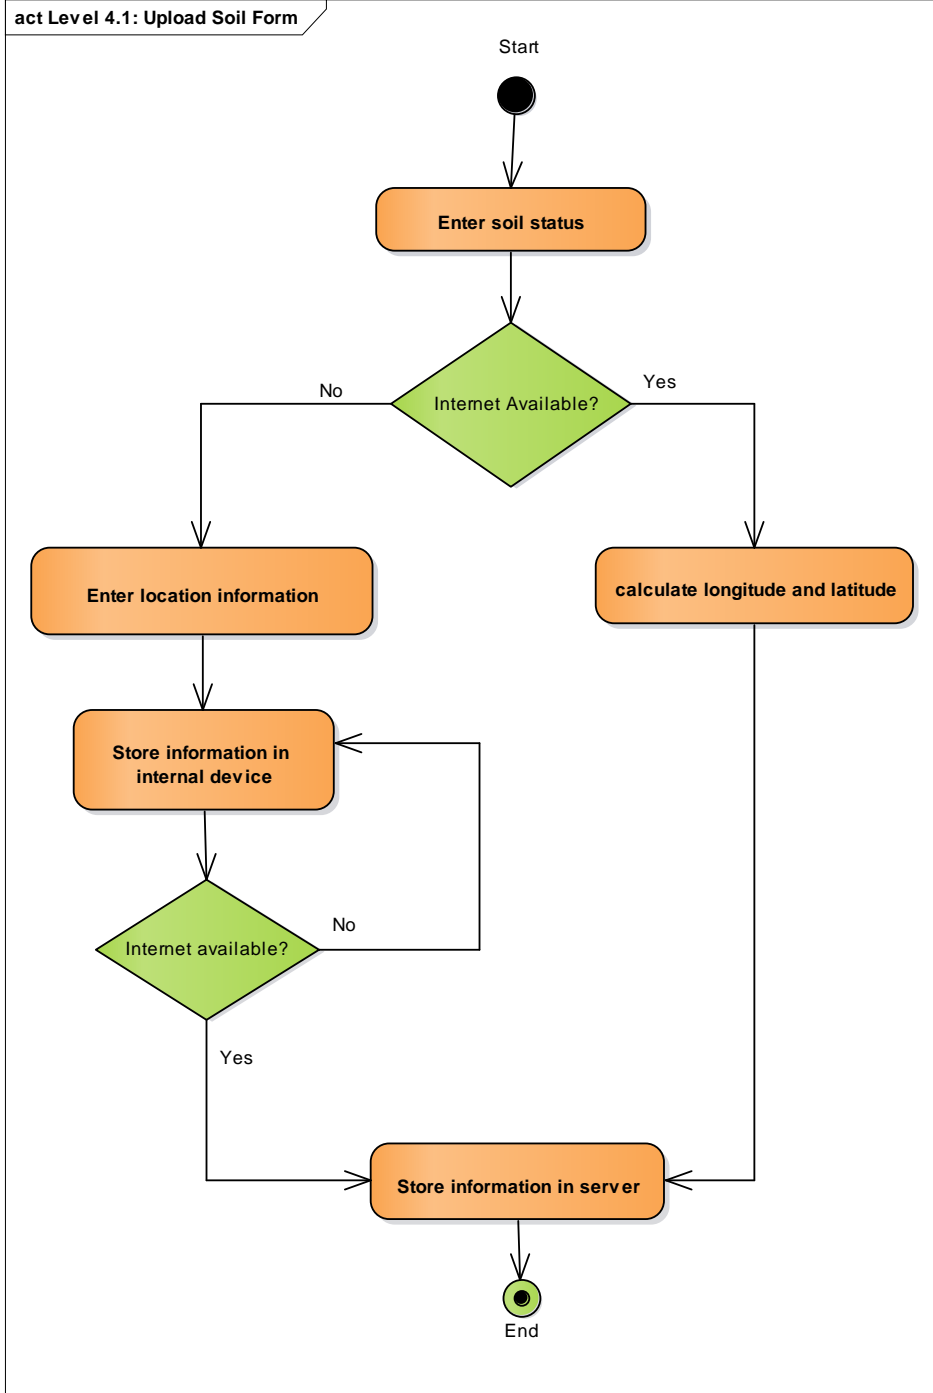 act Level 4.1: Upload Soil Form
Start
Enter soil status
No
Yes
Internet Available?
Enter location information
calculate longitude and latitude
Store information in
internal device
No
Internet available?
Yes
Store information in server
End